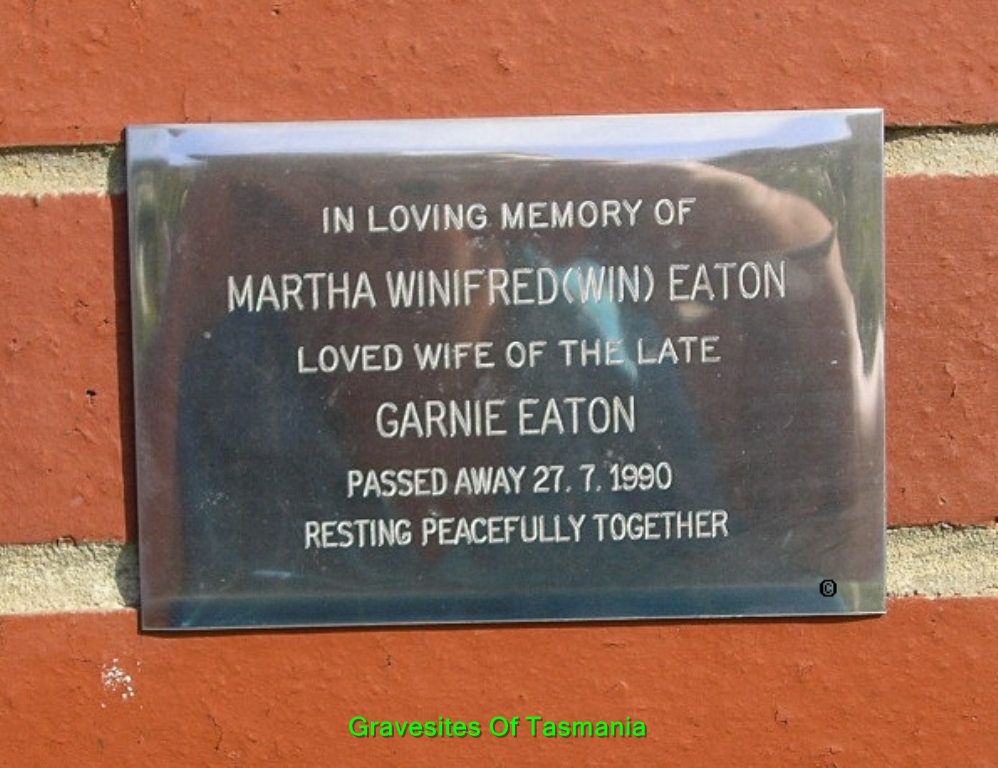 IN LOVING MEMORY OF
MARTHA WINIFRED(WIN) EATON
LOVED WIFE OF THE LATE
GARNIE EATON
PASSED AWAY 27. 7. 1990
RESTING PEACEFULLY TOGETHER
©
Gravesites Of Tasmania